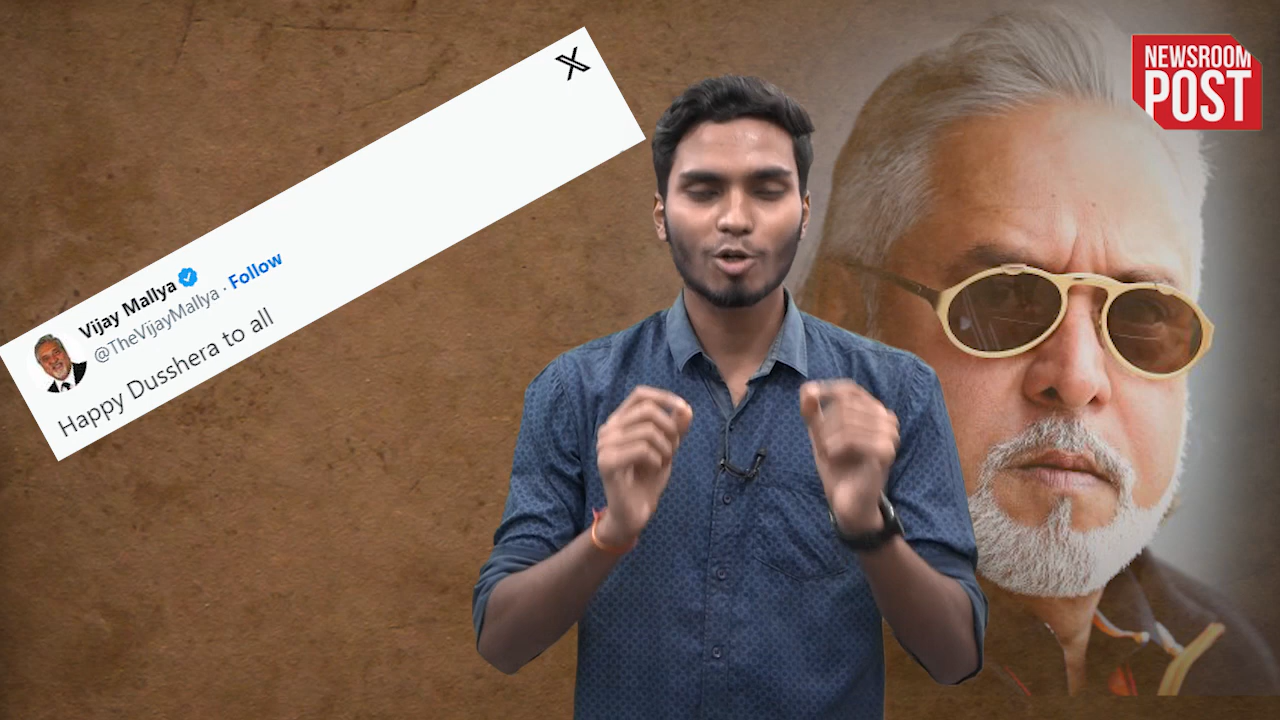 X
Vijay Mallya
@TheVijayMallya · Follow
Happy Dusshera to all
NEWSROOM
POST